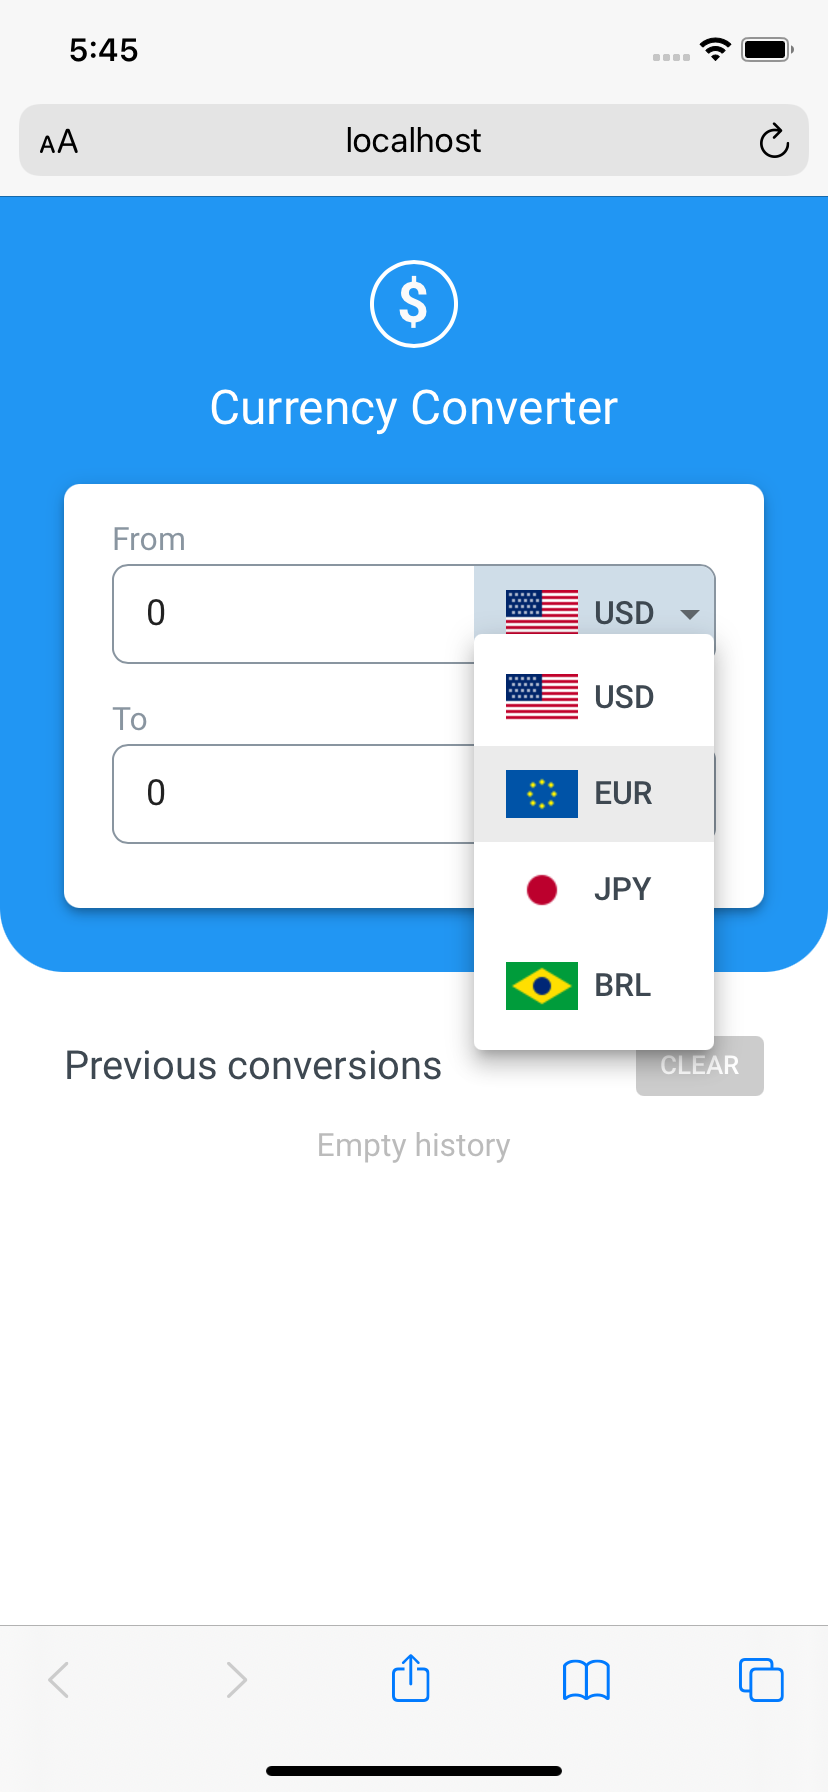 5:45
AA
localhost
$
Currency Converter
From
0
USD
USD
To
0
EUR
JPY
BRL
Previous conversions
CLEAR
Empty history